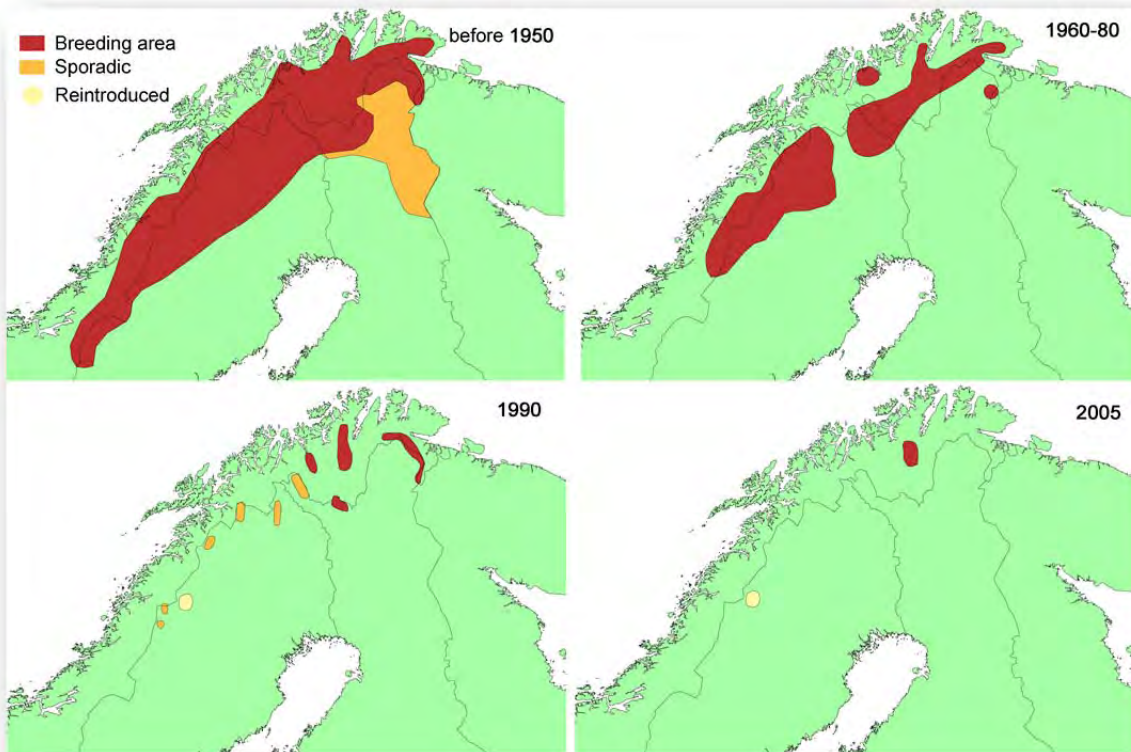 Breeding area
Sporadic
Reintroduced
before 1950
1960-80
1990
2005